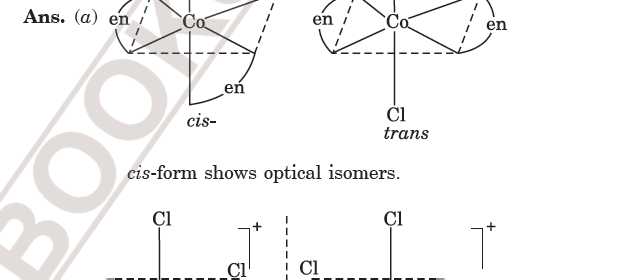 Ans. (a) en Co en Co en
en
cis-
Cl
trans
cis-form shows optical isomers.
Cl + Cl +
Cl Cl
BOOK